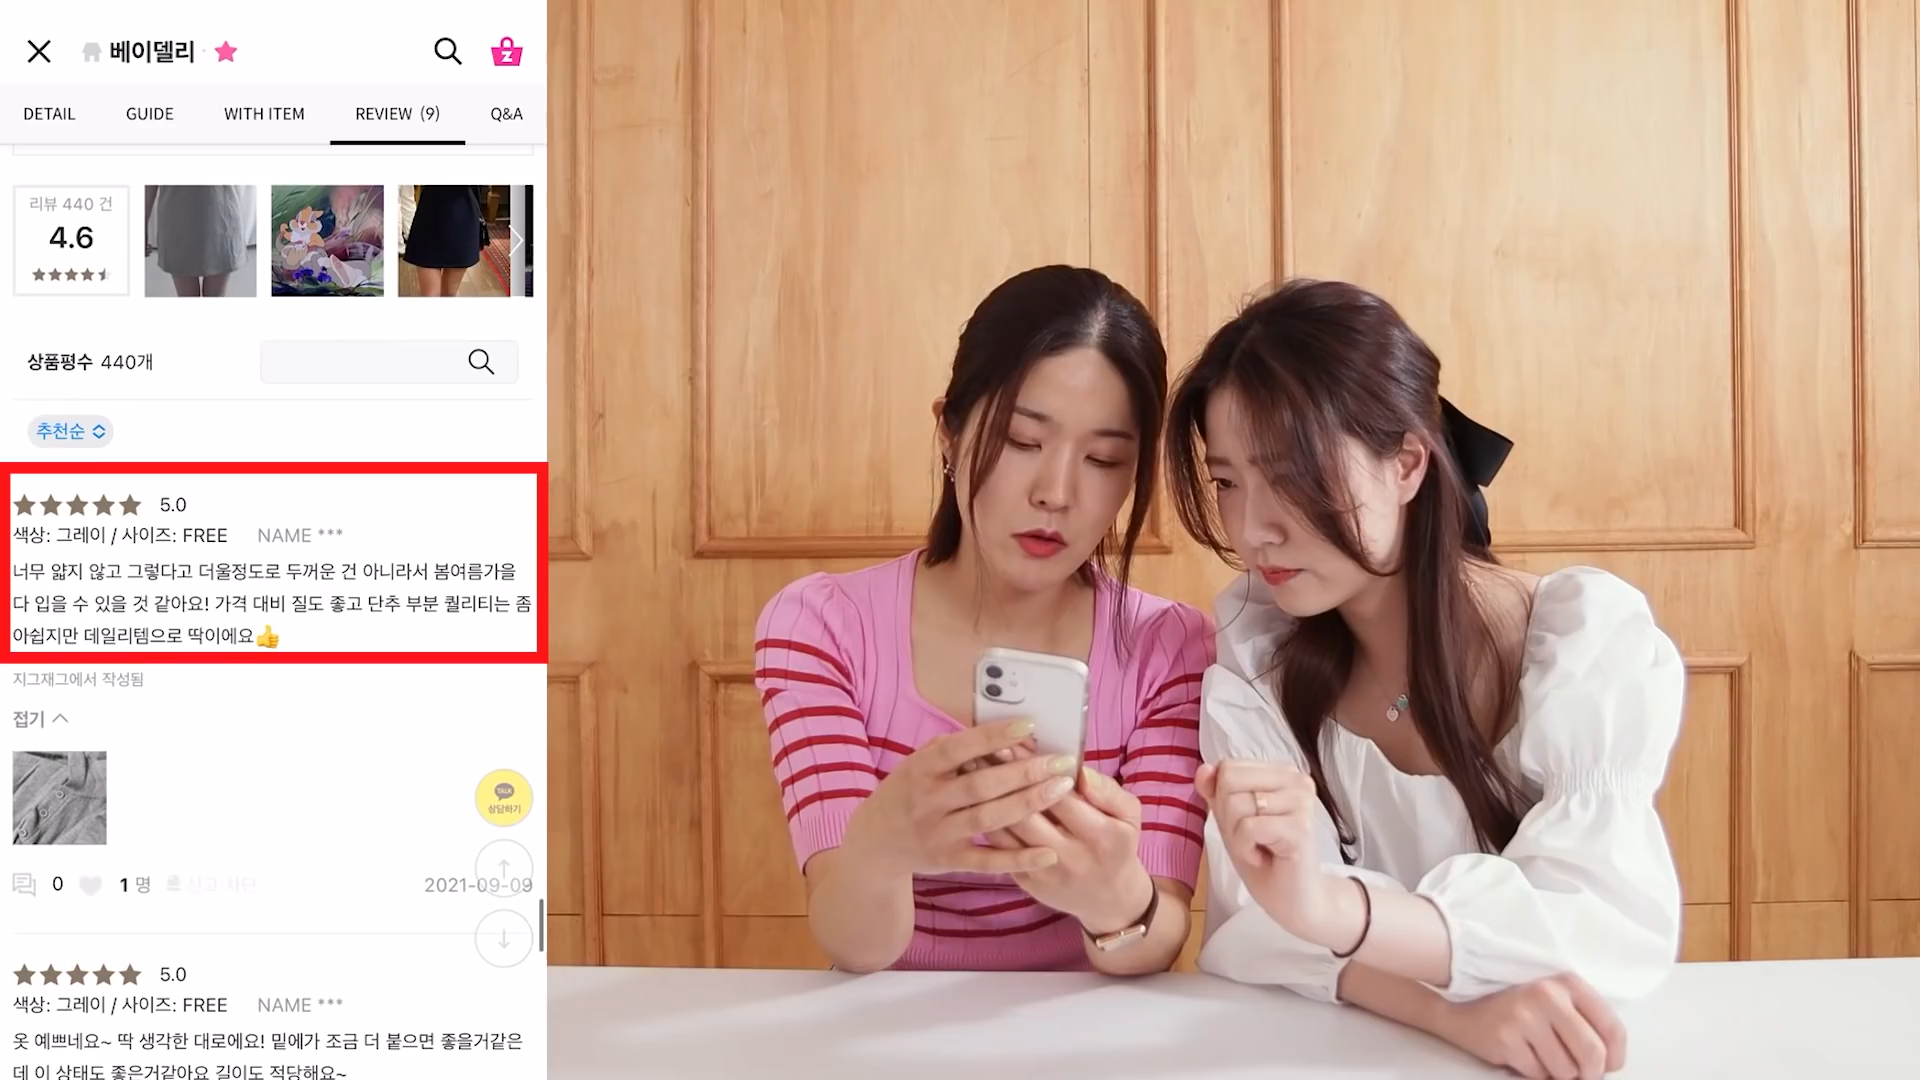 베이델리
Z
DETAIL GUIDE WITH ITEM REVIEW (9) Q&A
리뷰 440 건
4.6
상품평수 440개
추천순
5.0
색상: 그레이 / 사이즈: FREE NAME ***
너무 얇지 않고 그렇다고 더울정도로 두꺼운 건 아니라서 봄여름가을
다 입을 수 있을 것 같아요! 가격 대비 질도 좋고 단추 부분 퀄리티는 좀
아쉽지만 데일리템으로 딱이에요👍
지그재그에서 작성됨
접기
TALK
상담하기
0 1 명 신고·차단 2021-09-09
5.0
색상: 그레이 / 사이즈: FREE NAME ***
옷 예쁘네요~ 딱 생각한 대로에요! 밑에가 조금 더 붙으면 좋을거같은
데 이 상태도 좋은거같아요 길이도 적당해요~